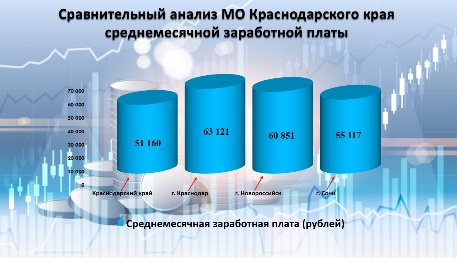 Сравнительный анализ МО Краснодарского края
среднемесячной заработной платы
70 000
60 000
50 000
40 000
30 000
20 000
10 000
0
51 160
63 121
60 851
55 117
Краснодарский край
г. Краснодар
г. Новороссийск
г. Сочи
Среднемесячная заработная плата (рублей)